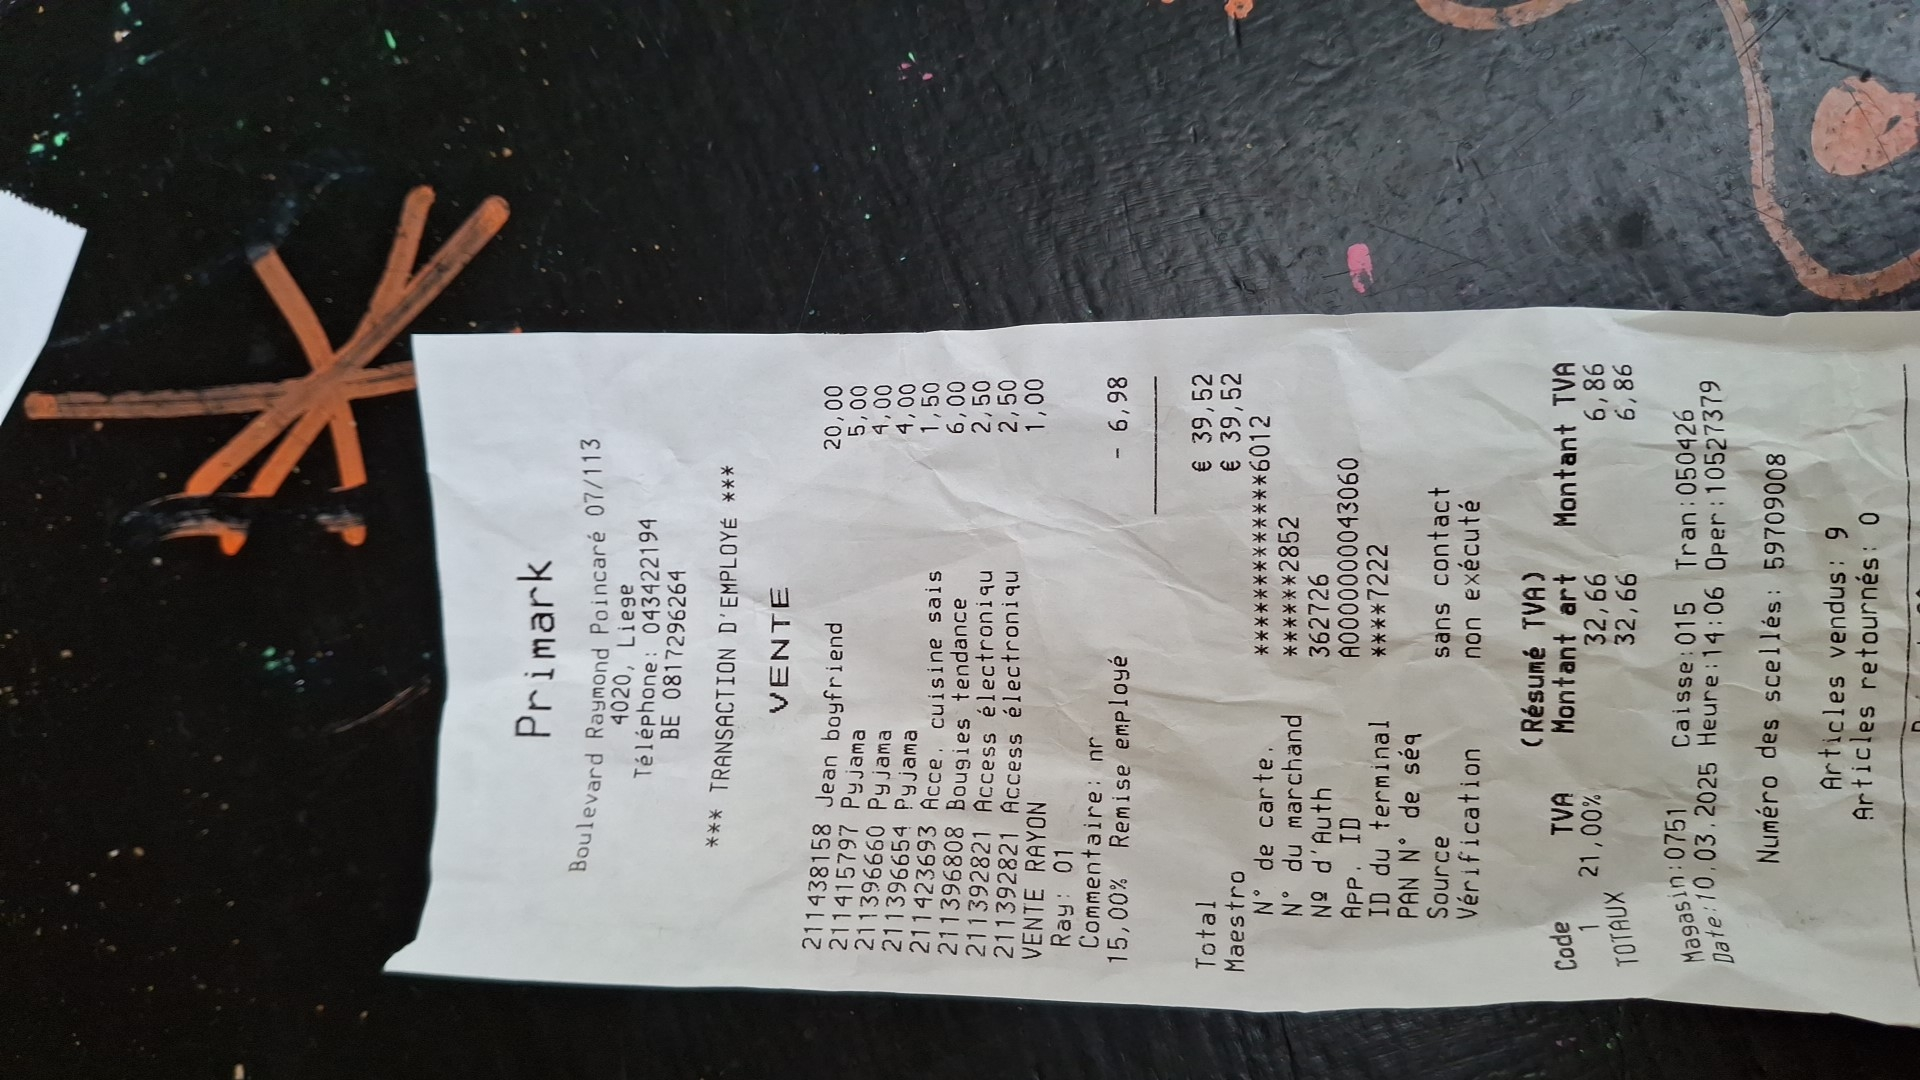 Primark
Boulevard Raymond Poincaré 07/113
4020, Liege
Téléphone: 043422194
BE 0817296264
*** TRANSACTION D'EMPLOYÉ ***
VENTE
211438158 Jean boyfriend 20,00
211415797 Pyjama 5,00
211396660 Pyjama 4,00
211396654 Pyjama 4,00
211423693 Acce. cuisine sais 1,50
211396808 Bougies tendance 6,00
211392821 Access électroniqu 2,50
211392821 Access électroniqu 2,50
VENTE RAYON 1,00
Ray: 01
Commentaire: nr
15,00% Remise employé - 6,98
Total € 39,52
Maestro € 39,52
N° de carte. ***************6012
N° du marchand ******2852
Nº d'Auth 362726
App. ID A0000000043060
ID du terminal ****7222
PAN N° de séq
Source sans contact
Vérification non exécuté
(Résumé TVA)
Code TVA Montant art Montant TVA
1 21,00% 32,66 6,86
TOTAUX 32,66 6,86
Magasin:0751 Caisse:015 Tran:050426
Date:10.03.2025 Heure:14:06 Oper:10527379
Numéro des scellés: 59709008
Articles vendus: 9
Articles retournés: 0